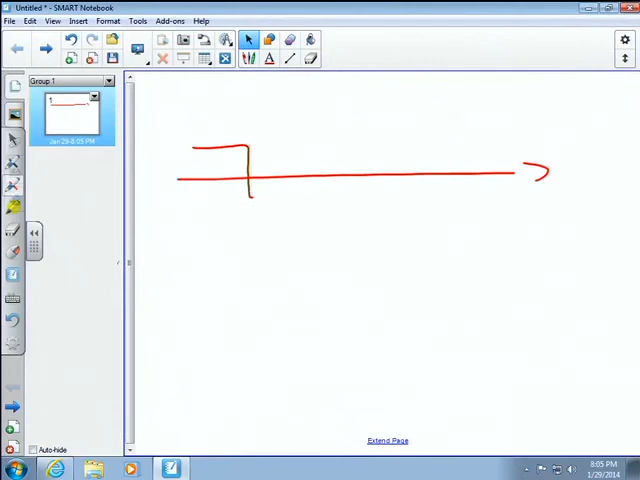 Untitled * - SMART Notebook
File Edit View Insert Format Tools Add-ons Help
Group 1
Jan 29-8:05 PM
Extend Page
Auto-hide
8:05 PM
1/29/2014